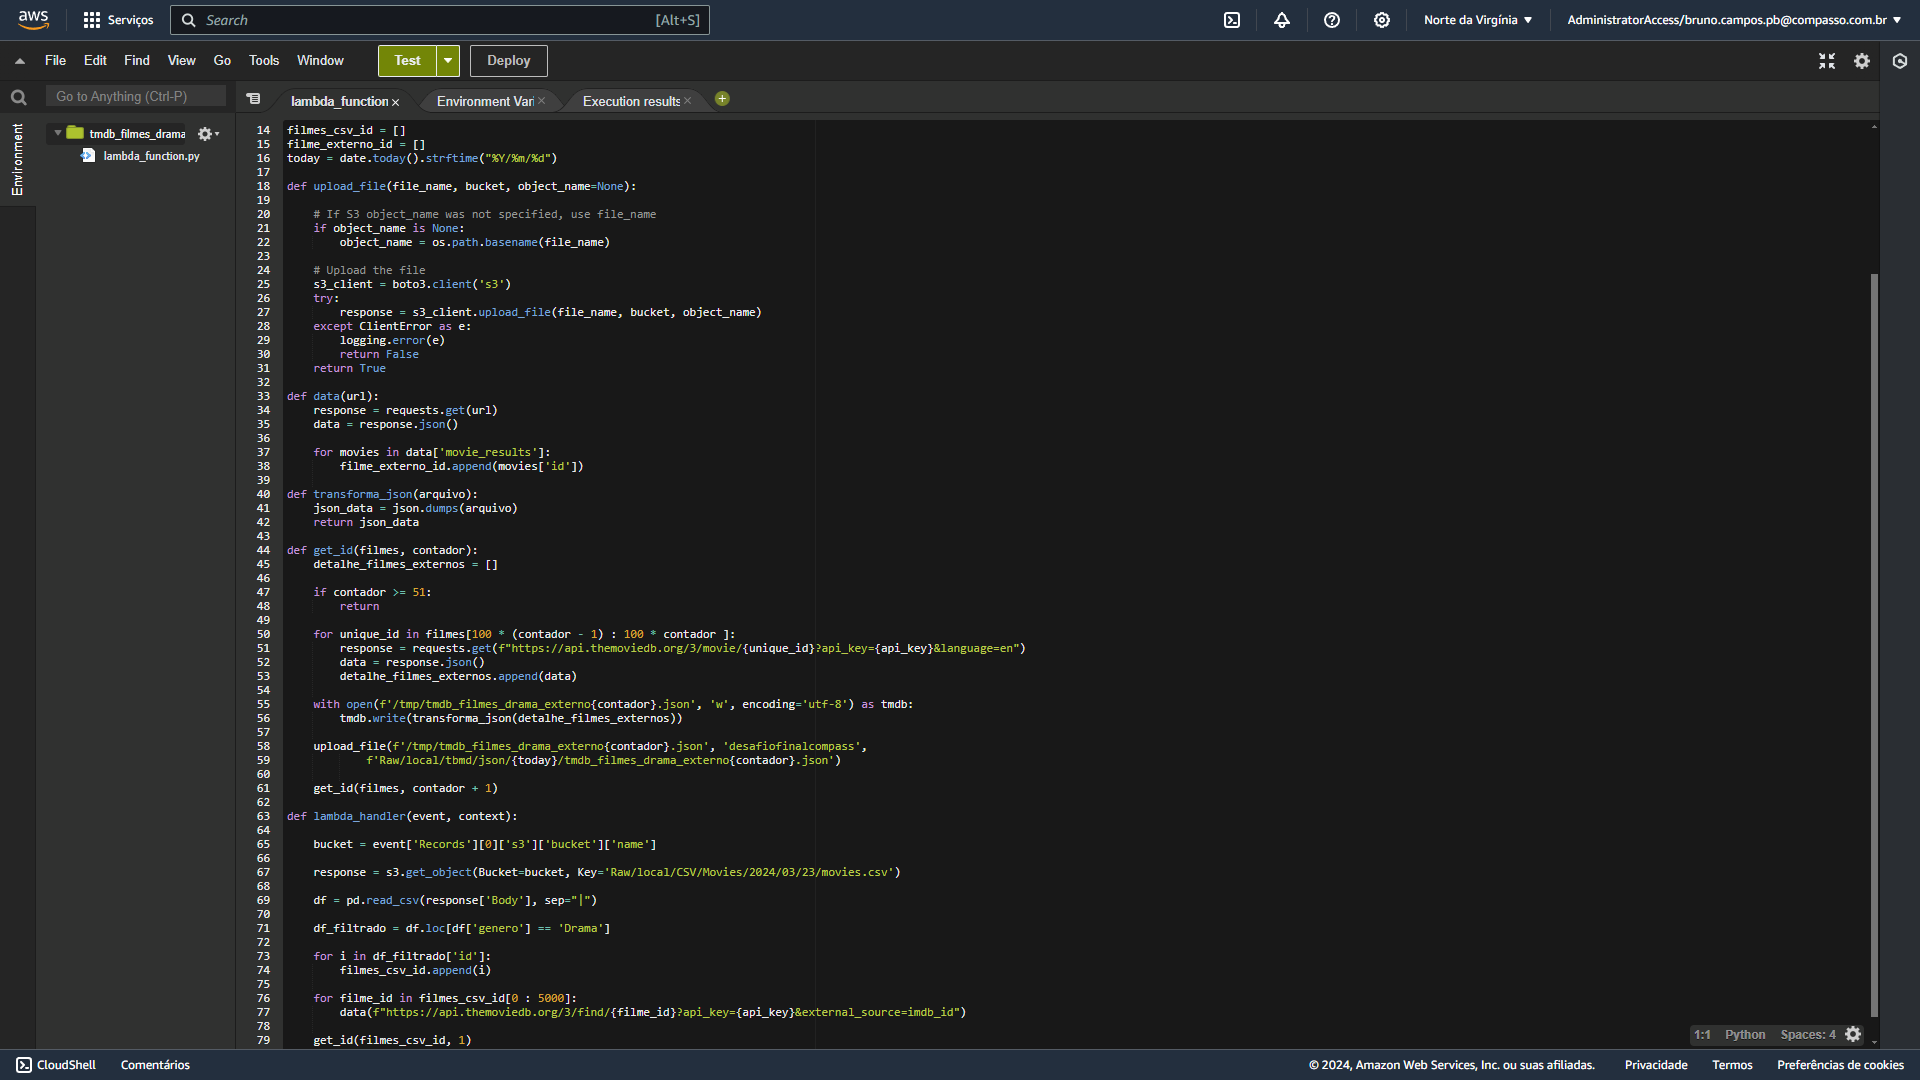 aws
Serviços
Search
[Alt+S]
Norte da Virgínia
AdministratorAccess/bruno.campos.pb@compasso.com.br
File Edit Find View Go Tools Window
Test
Deploy
Go to Anything (Ctrl-P)
lambda_function
Environment Vari
Execution results
Environment
tmdb_filmes_drama
lambda_function.py
14 filmes_csv_id = []
15 filme_externo_id = []
16 today = date.today().strftime("%Y/%m/%d")
17
18 def upload_file(file_name, bucket, object_name=None):
19
20     # If S3 object_name was not specified, use file_name
21     if object_name is None:
22         object_name = os.path.basename(file_name)
23
24     # Upload the file
25     s3_client = boto3.client('s3')
26     try:
27         response = s3_client.upload_file(file_name, bucket, object_name)
28     except ClientError as e:
29         logging.error(e)
30         return False
31     return True
32
33 def data(url):
34     response = requests.get(url)
35     data = response.json()
36
37     for movies in data['movie_results']:
38         filme_externo_id.append(movies['id'])
39
40 def transforma_json(arquivo):
41     json_data = json.dumps(arquivo)
42     return json_data
43
44 def get_id(filmes, contador):
45     detalhe_filmes_externos = []
46
47     if contador >= 51:
48         return
49
50     for unique_id in filmes[100 * (contador - 1) : 100 * contador ]:
51         response = requests.get(f"https://api.themoviedb.org/3/movie/{unique_id}?api_key={api_key}&language=en")
52         data = response.json()
53         detalhe_filmes_externos.append(data)
54
55     with open(f'/tmp/tmdb_filmes_drama_externo{contador}.json', 'w', encoding='utf-8') as tmdb:
56         tmdb.write(transforma_json(detalhe_filmes_externos))
57
58     upload_file(f'/tmp/tmdb_filmes_drama_externo{contador}.json', 'desafiofinalcompass',
59             f'Raw/local/tbmd/json/{today}/tmdb_filmes_drama_externo{contador}.json')
60
61     get_id(filmes, contador + 1)
62
63 def lambda_handler(event, context):
64
65     bucket = event['Records'][0]['s3']['bucket']['name']
66
67     response = s3.get_object(Bucket=bucket, Key='Raw/local/CSV/Movies/2024/03/23/movies.csv')
68
69     df = pd.read_csv(response['Body'], sep="|")
70
71     df_filtrado = df.loc[df['genero'] == 'Drama']
72
73     for i in df_filtrado['id']:
74         filmes_csv_id.append(i)
75
76     for filme_id in filmes_csv_id[0 : 5000]:
77         data(f"https://api.themoviedb.org/3/find/{filme_id}?api_key={api_key}&external_source=imdb_id")
78
79     get_id(filmes_csv_id, 1)
1:1 Python Spaces: 4
CloudShell
Comentários
© 2024, Amazon Web Services, Inc. ou suas afiliadas.
Privacidade
Termos
Preferências de cookies